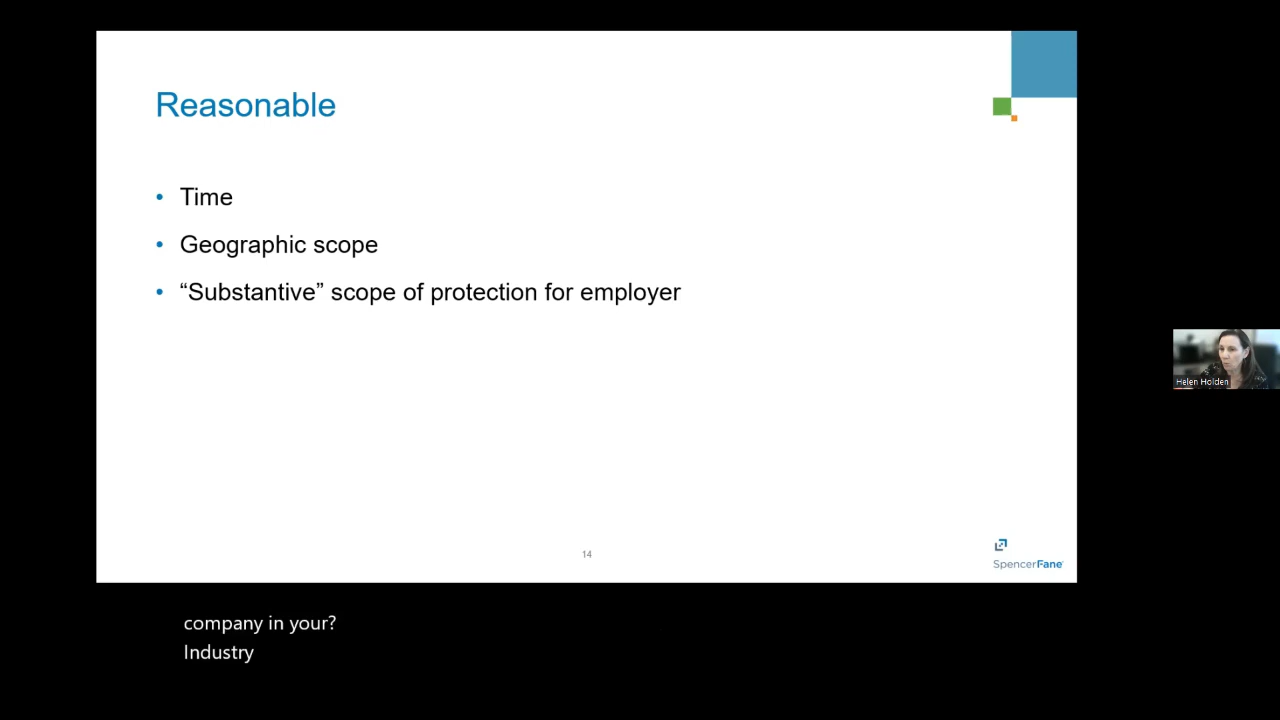 Reasonable
• Time
• Geographic scope
• “Substantive” scope of protection for employer
Helen Holden
14
SpencerFane
company in your?
Industry